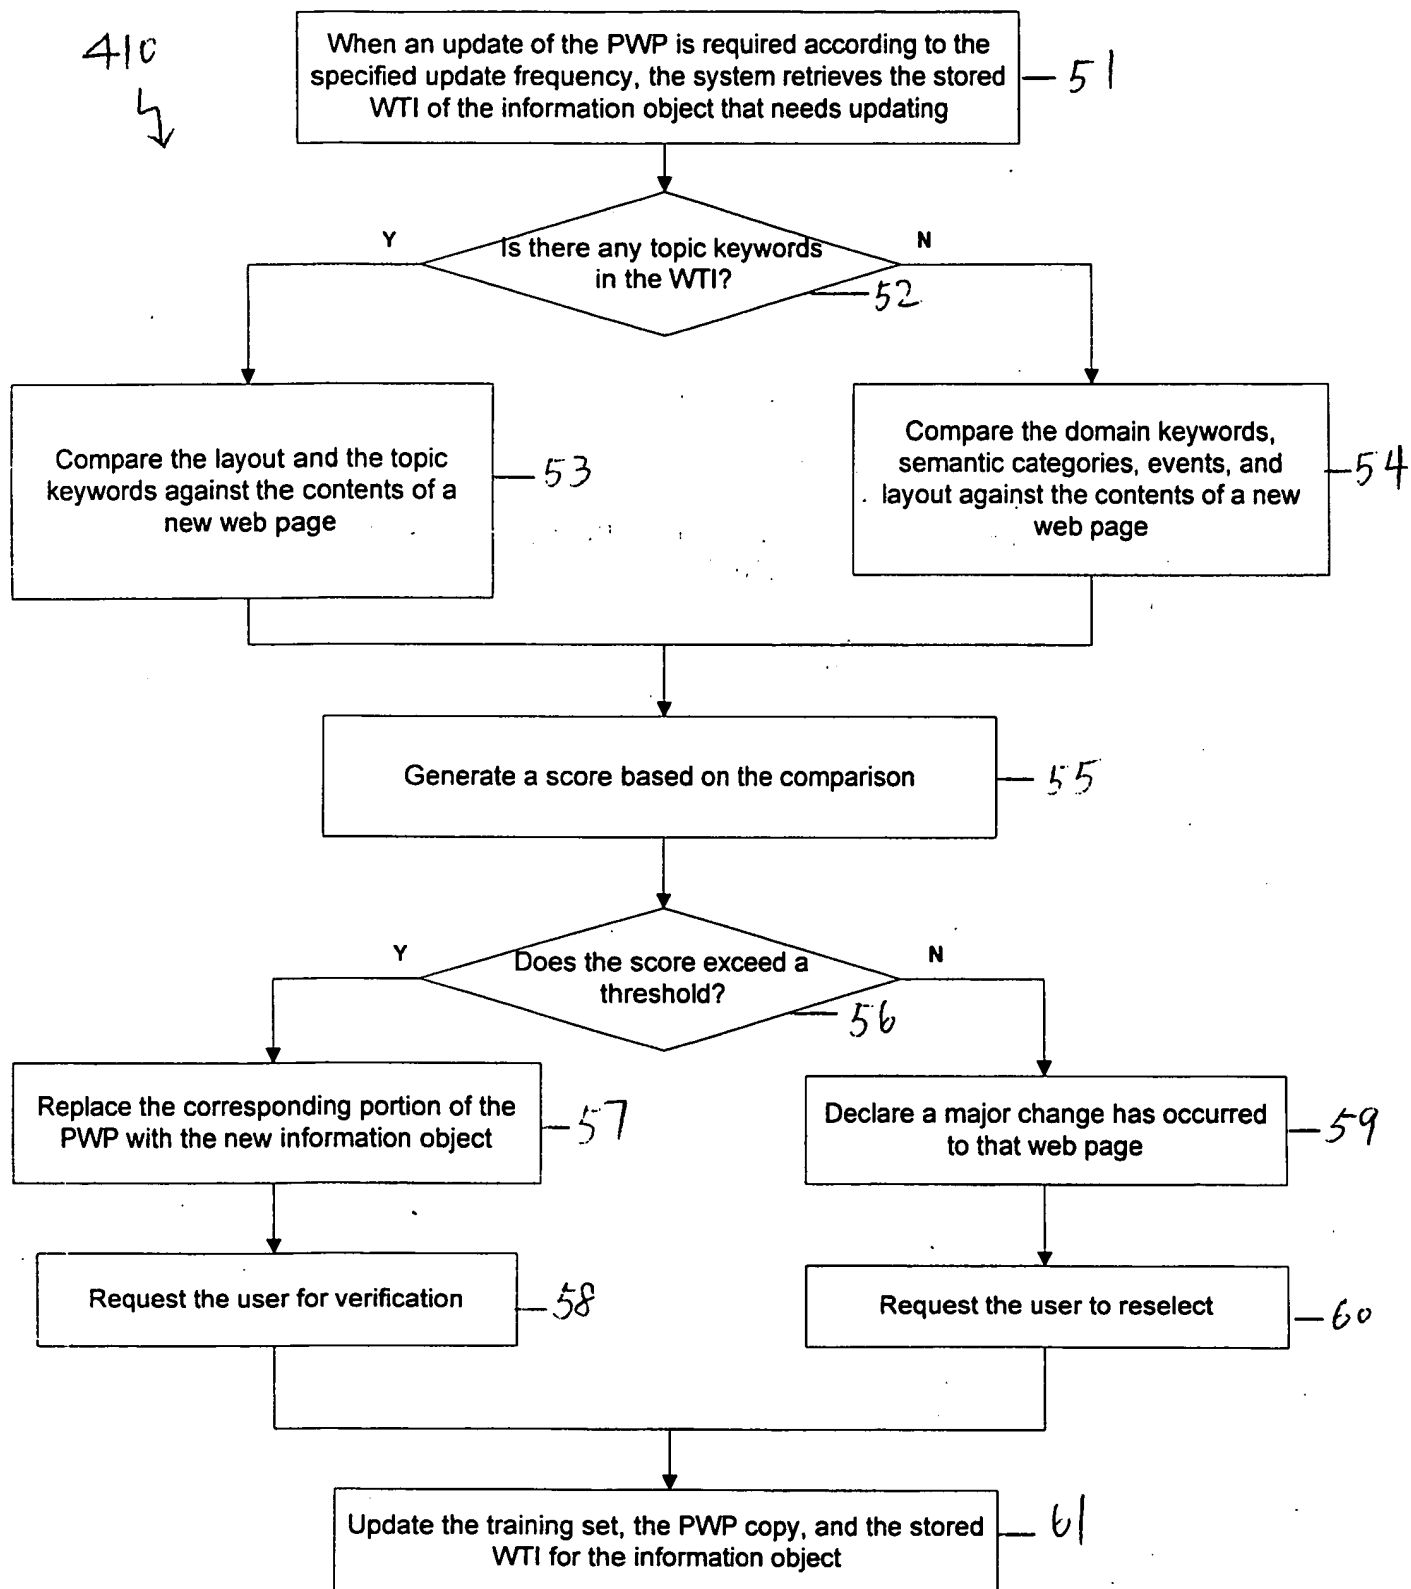 410
When an update of the PWP is required according to the
specified update frequency, the system retrieves the stored
WTI of the information object that needs updating
51
Y
Is there any topic keywords
in the WTI?
N
52
Compare the layout and the topic
keywords against the contents of a
new web page
53
Compare the domain keywords,
semantic categories, events, and
layout against the contents of a new
web page
54
Generate a score based on the comparison
55
Y
Does the score exceed a
threshold?
N
56
Replace the corresponding portion of the
PWP with the new information object
57
Declare a major change has occurred
to that web page
59
Request the user for verification
58
Request the user to reselect
60
Update the training set, the PWP copy, and the stored
WTI for the information object
61